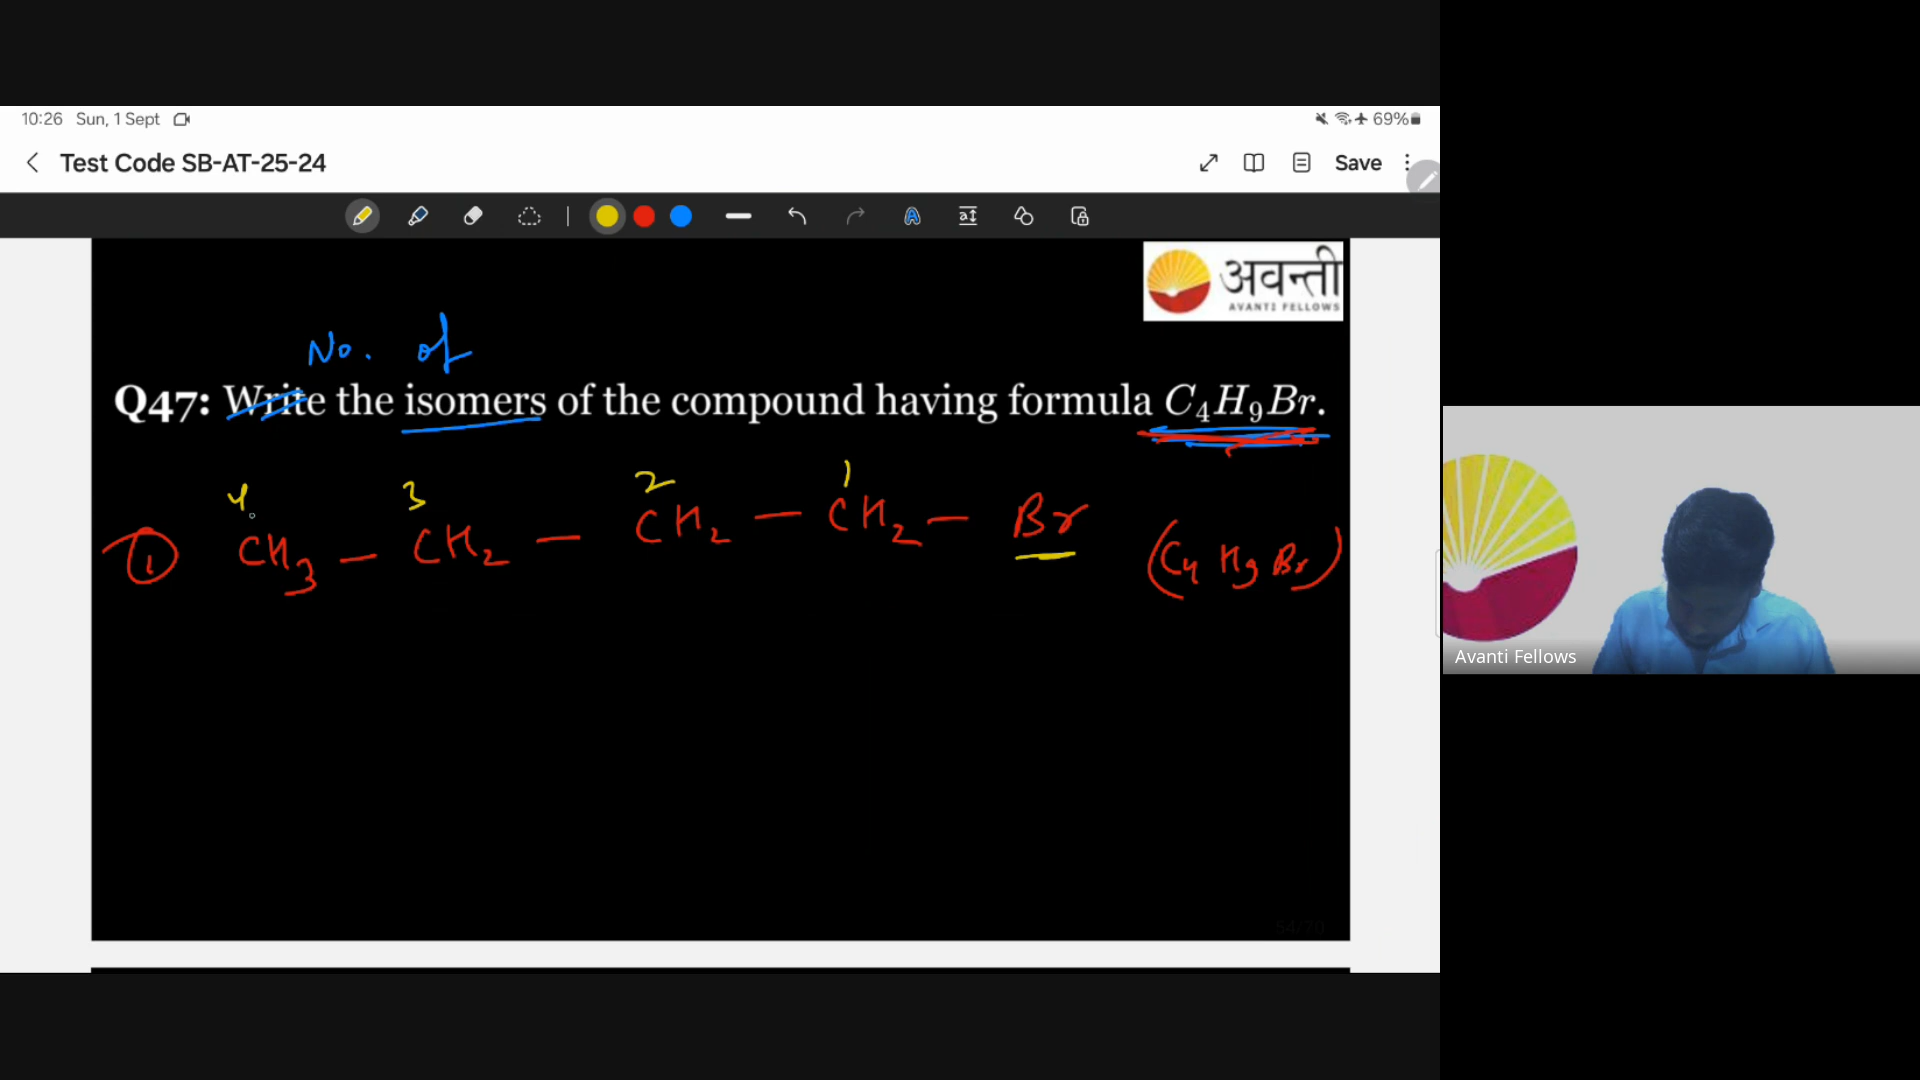 10:26 Sun, 1 Sept 69%
Test Code SB-AT-25-24 Save
अवन्ती
AVANTI FELLOWS
No. of
Q47: Write the isomers of the compound having formula C₄H₉Br.
4 3 2 1
① CH₃ — CH₂ — CH₂ — CH₂ — Br (C₄ H₉ Br)
Avanti Fellows